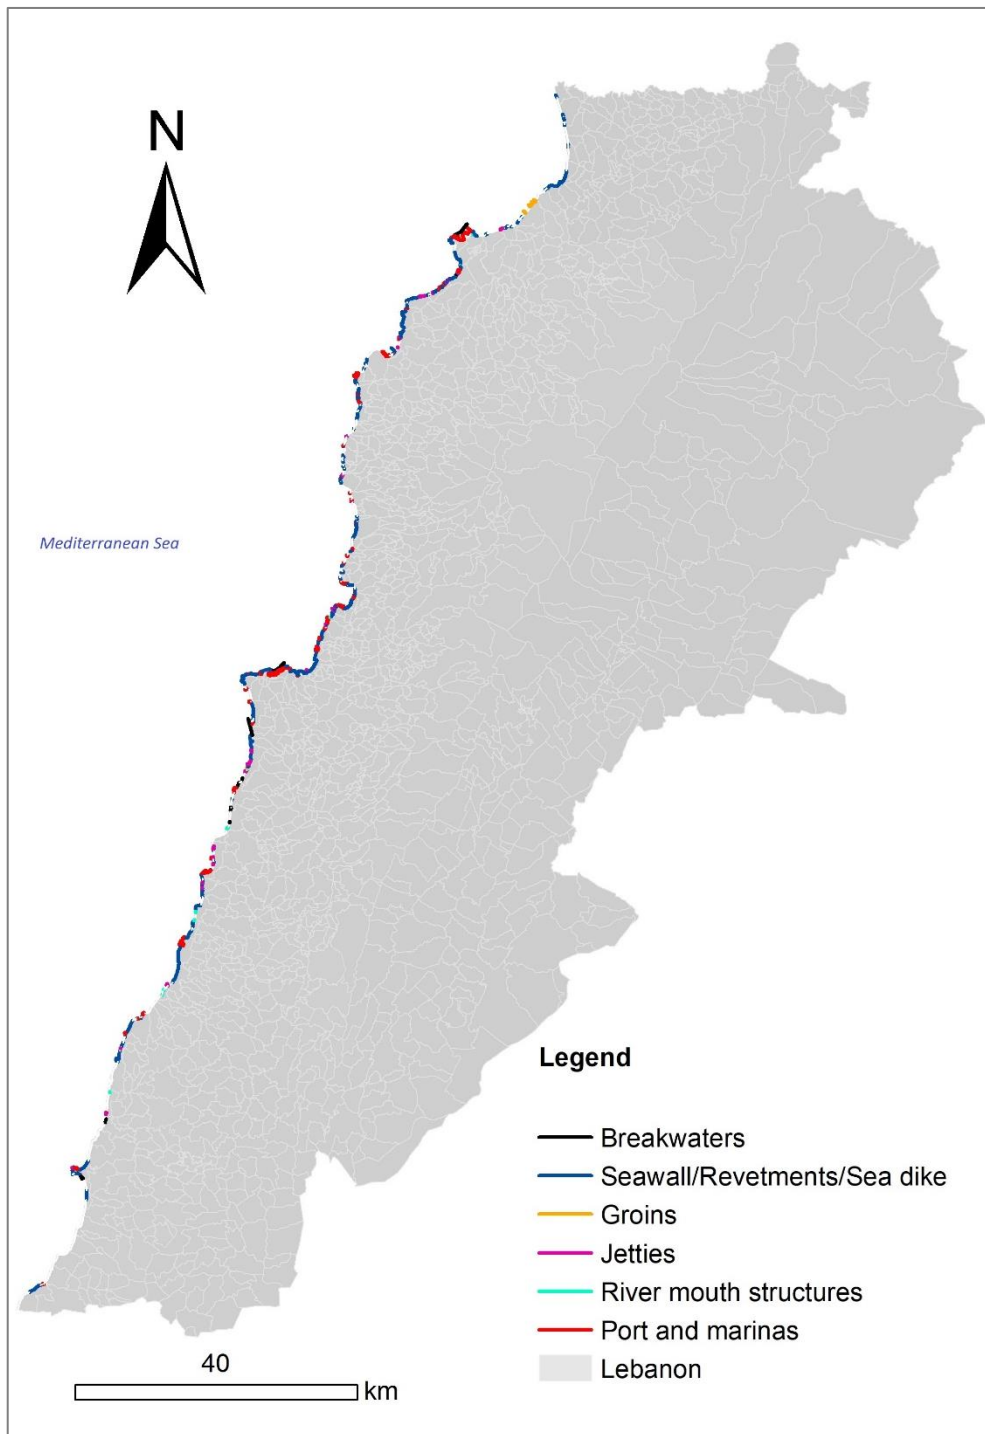 N
Mediterranean Sea
Legend
Breakwaters
Seawall/Revetments/Sea dike
Groins
Jetties
River mouth structures
Port and marinas
Lebanon
40
km